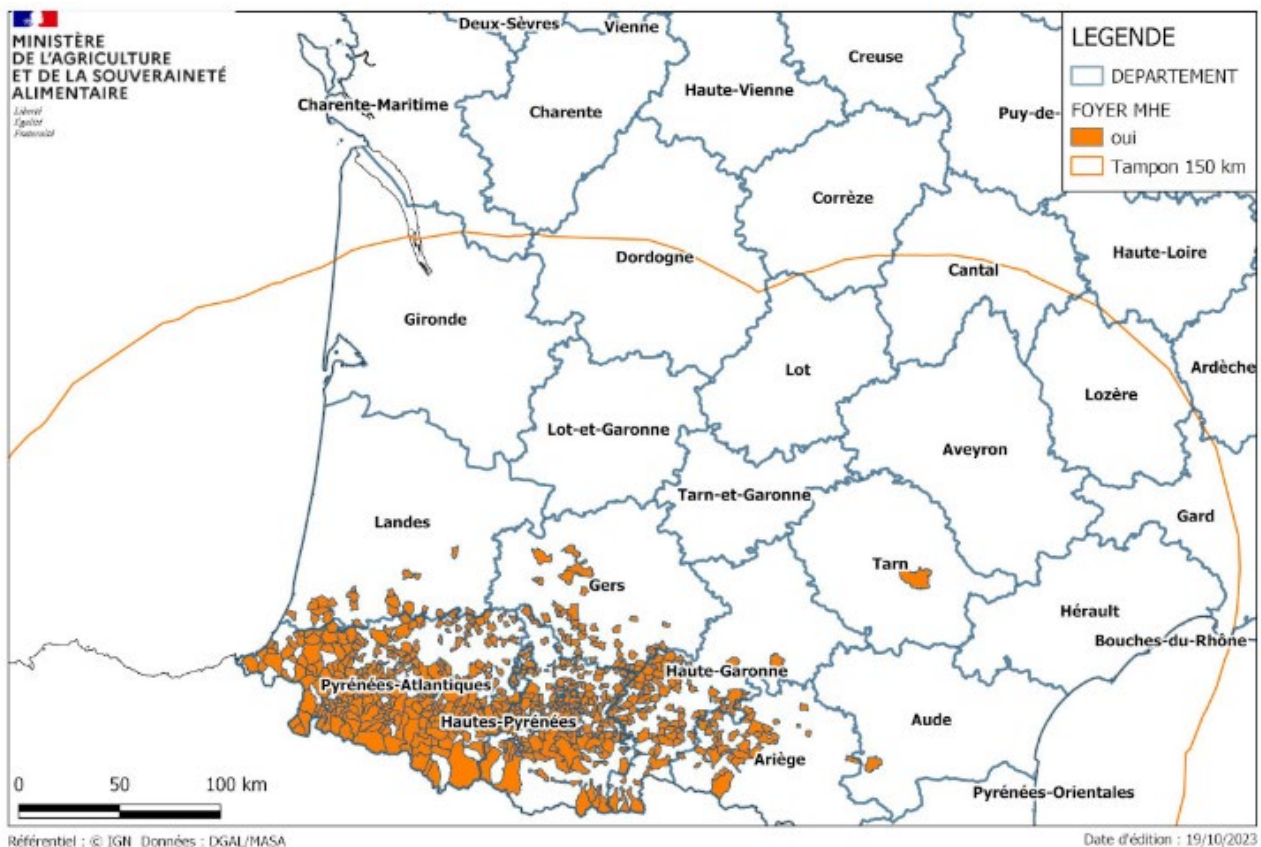 MINISTÈRE
DE L'AGRICULTURE
ET DE LA SOUVERAINETÉ
ALIMENTAIRE
Liberté
Égalité
Fraternité
LEGENDE
DEPARTEMENT
FOYER MHE
oui
Tampon 150 km
Deux-Sèvres
Vienne
Creuse
Haute-Vienne
Charente-Maritime
Charente
Puy-de-
Corrèze
Haute-Loire
Dordogne
Cantal
Gironde
Ardèche
Lot
Lozère
Lot-et-Garonne
Aveyron
Tarn-et-Garonne
Gard
Landes
Tarn
Gers
Hérault
Bouches-du-Rhône
Haute-Garonne
Pyrénées-Atlantiques
Hautes-Pyrénées
Aude
Ariège
Pyrénées-Orientales
0 50 100 km
Référentiel : © IGN Données : DGAL/MASA
Date d'édition : 19/10/2023